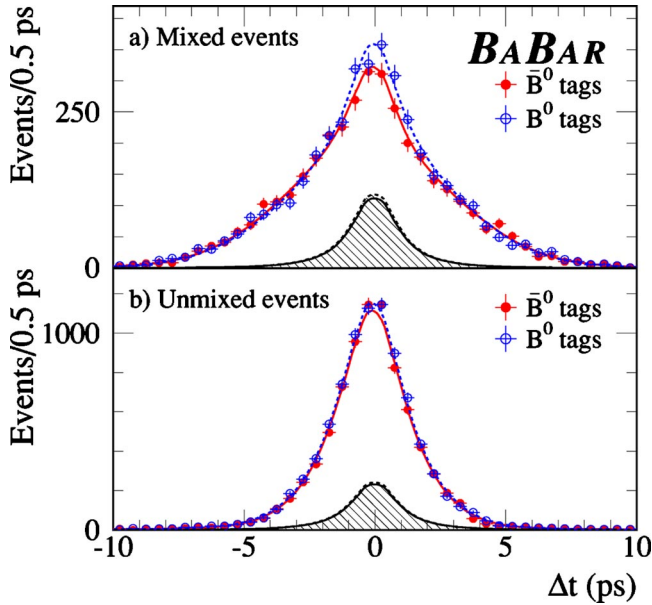 a) Mixed events
BABAR
B̄⁰ tags
B⁰ tags
250
0
Events/0.5 ps
b) Unmixed events
B̄⁰ tags
B⁰ tags
1000
0
Events/0.5 ps
-10 -5 0 5 10
Δt (ps)